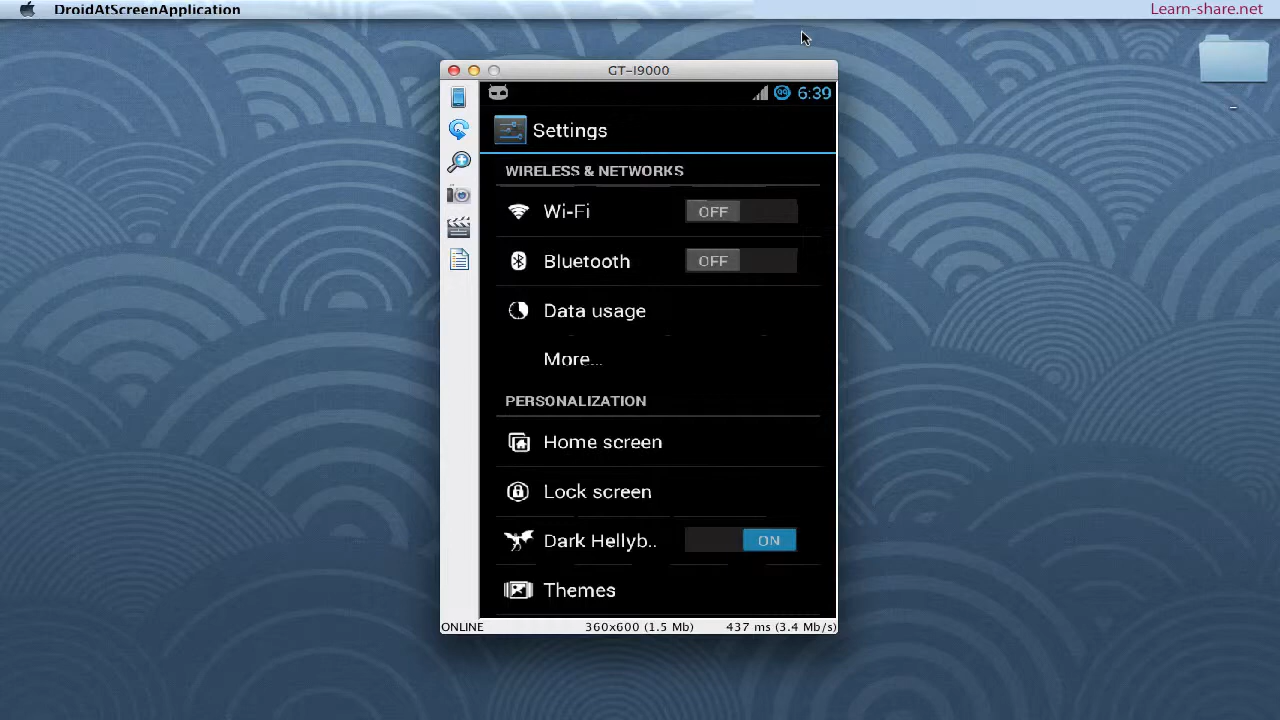 DroidAtScreenApplication
Learn-share.net
GT-I9000
6:39
Settings
WIRELESS & NETWORKS
Wi-Fi OFF
Bluetooth OFF
Data usage
More...
PERSONALIZATION
Home screen
Lock screen
Dark Hellyb.. ON
Themes
ONLINE 360x600 (1.5 Mb) 437 ms (3.4 Mb/s)